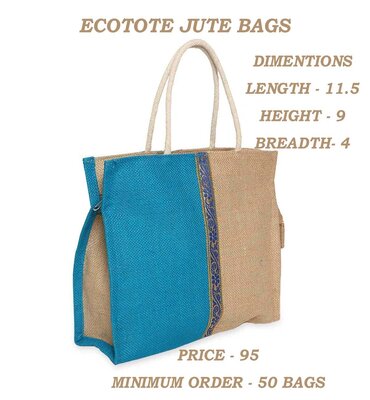 ECOTOTE JUTE BAGS
DIMENTIONS
LENGTH - 11.5
HEIGHT - 9
BREADTH- 4
PRICE - 95
MINIMUM ORDER - 50 BAGS